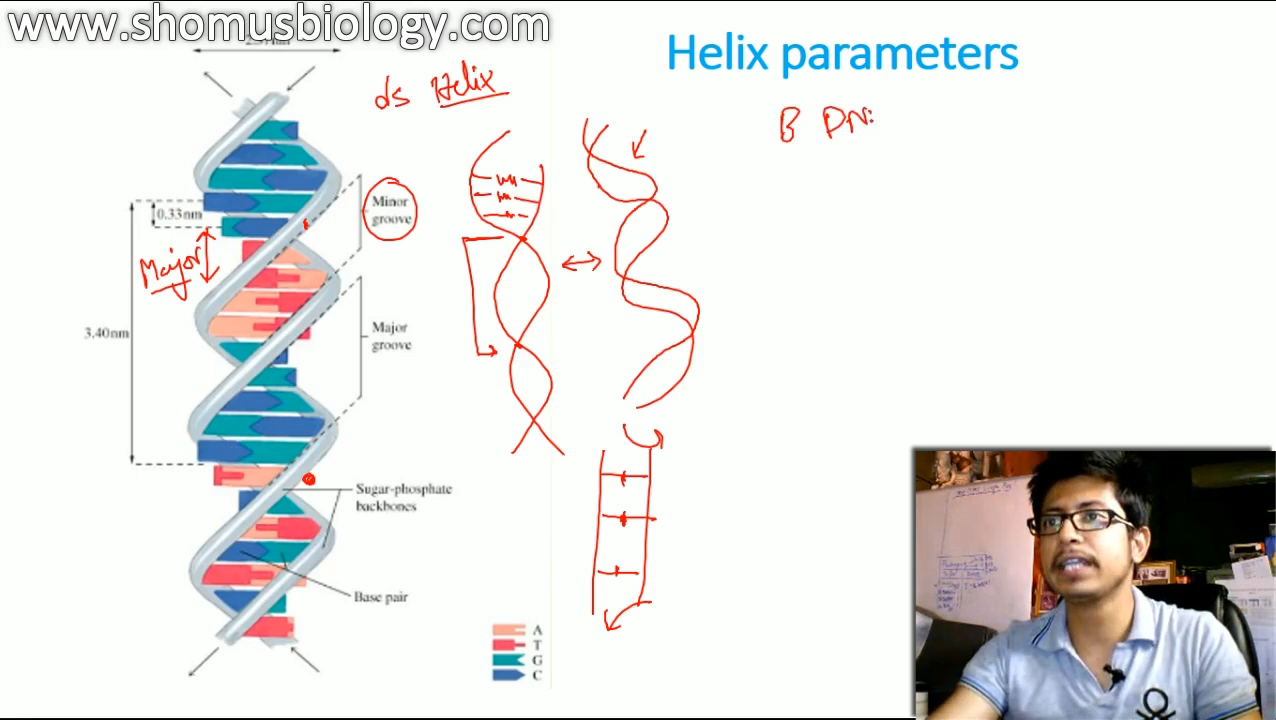 www.shomusbiology.com
Helix parameters
ds Helix
B DN
Minor
groove
0.33nm
Major
Major
groove
3.40nm
Sugar-phosphate
backbones
Base pair
A
T
G
C